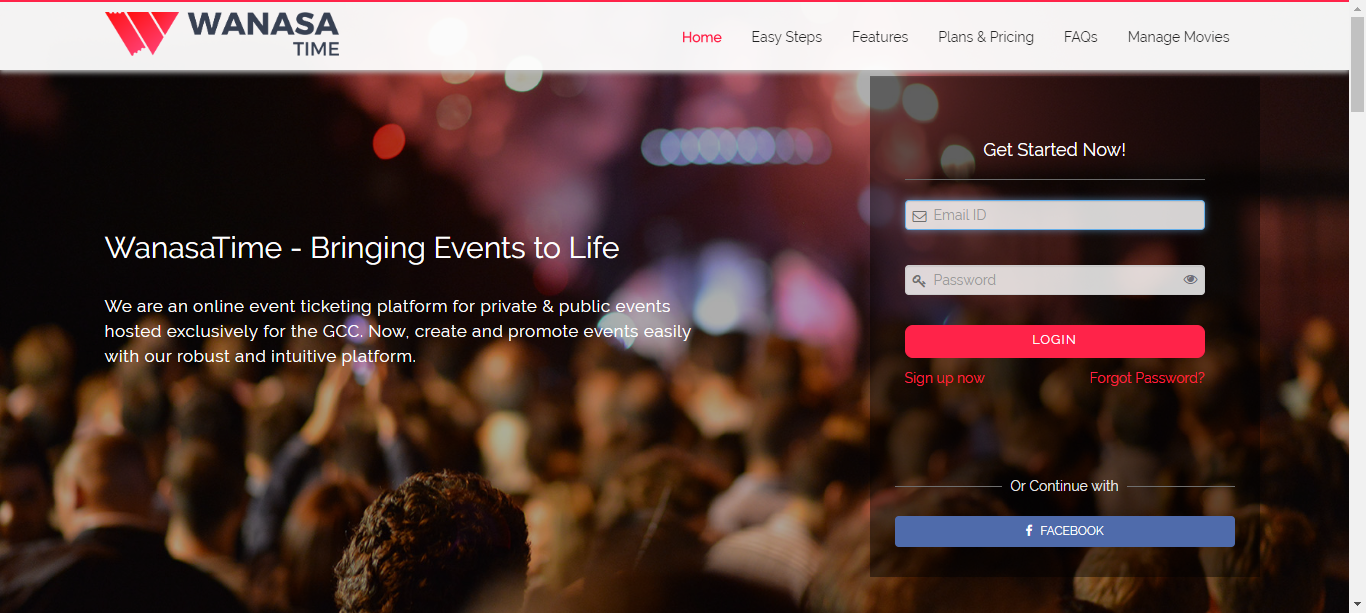 WANASA
TIME
Home Easy Steps Features Plans & Pricing FAQs Manage Movies
WanasaTime - Bringing Events to Life
We are an online event ticketing platform for private & public events
hosted exclusively for the GCC. Now, create and promote events easily
with our robust and intuitive platform.
Get Started Now!
Email ID
Password
LOGIN
Sign up now Forgot Password?
Or Continue with
FACEBOOK